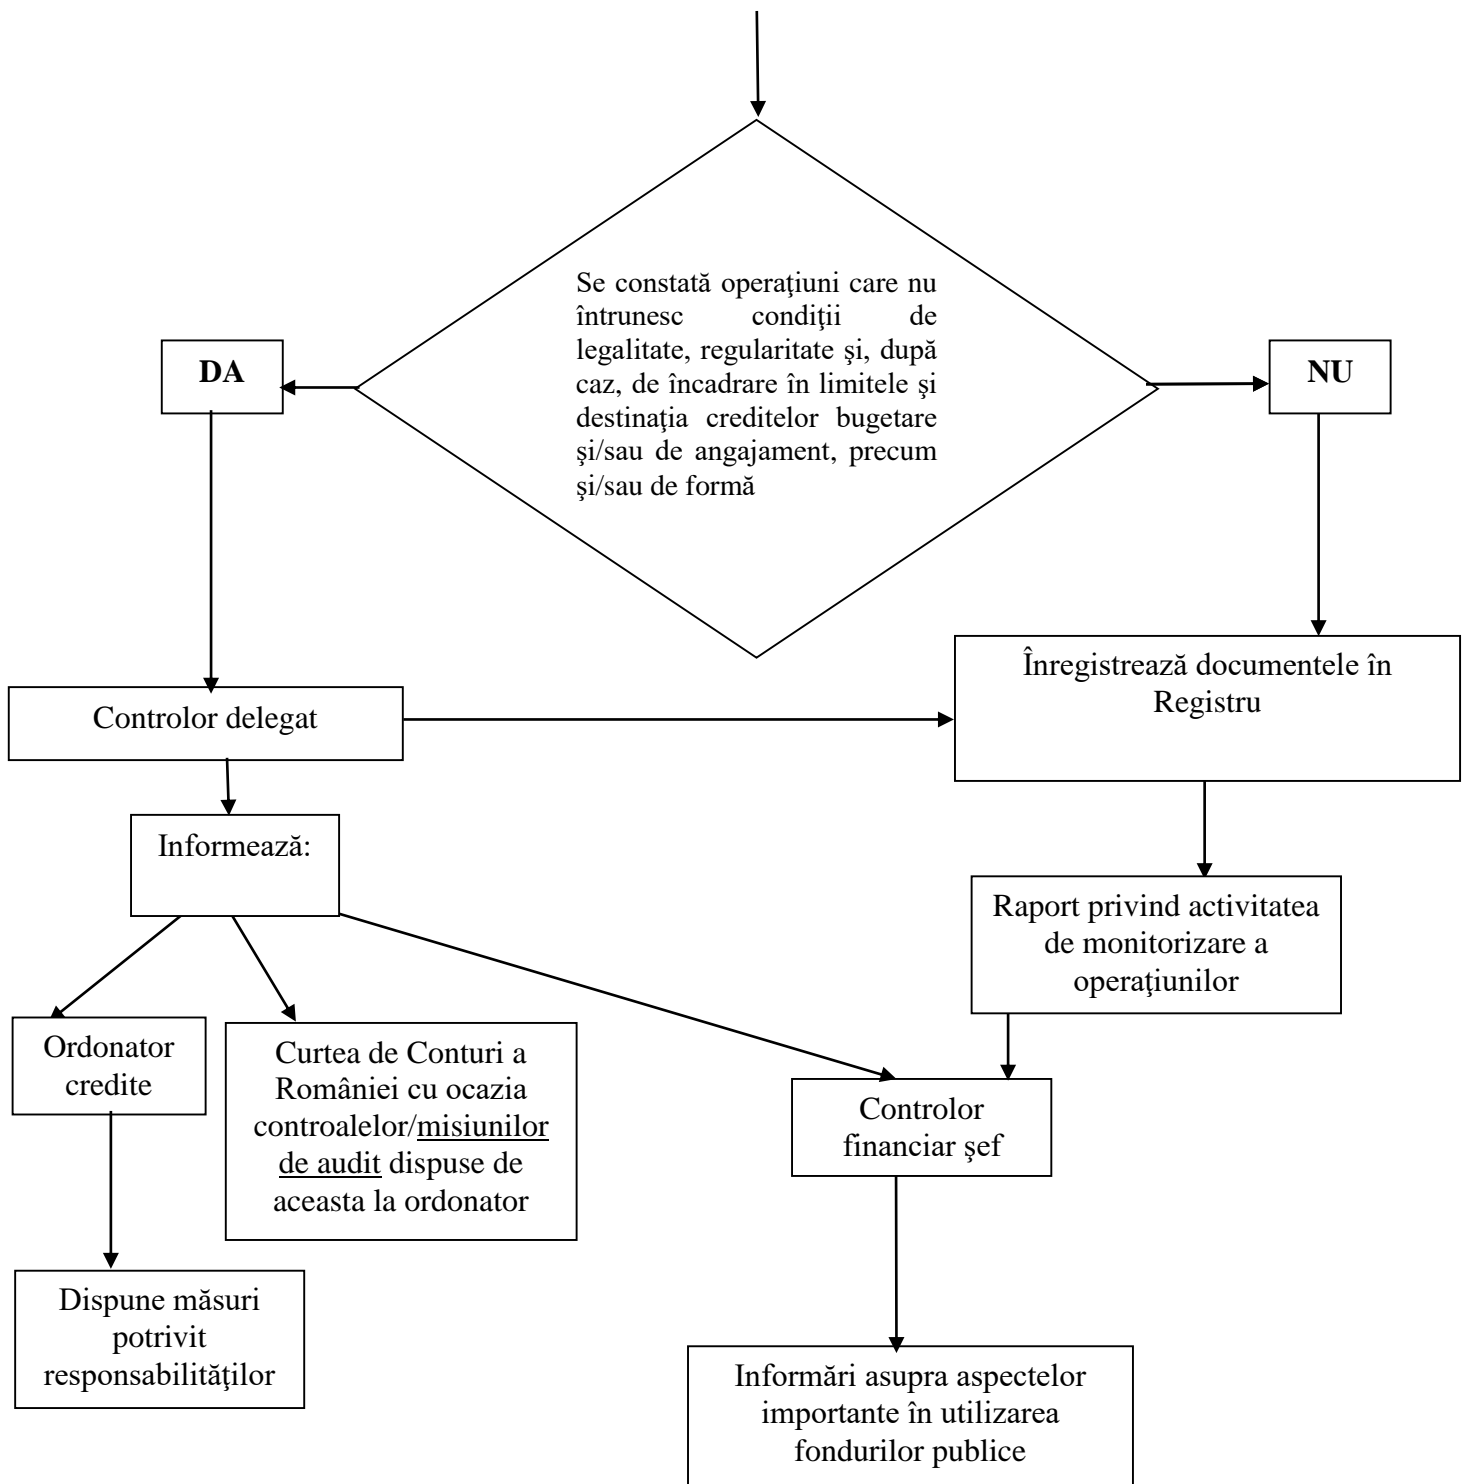 Se constată operaţiuni care nu
întrunesc condiţii de
legalitate, regularitate şi, după
caz, de încadrare în limitele şi
destinaţia creditelor bugetare
şi/sau de angajament, precum
şi/sau de formă
DA
NU
Înregistrează documentele în
Registru
Controlor delegat
Informează:
Raport privind activitatea
de monitorizare a
operaţiunilor
Ordonator
credite
Curtea de Conturi a
României cu ocazia
controalelor/misiunilor
de audit dispuse de
aceasta la ordonator
Controlor
financiar şef
Dispune măsuri
potrivit
responsabilităţilor
Informări asupra aspectelor
importante în utilizarea
fondurilor publice